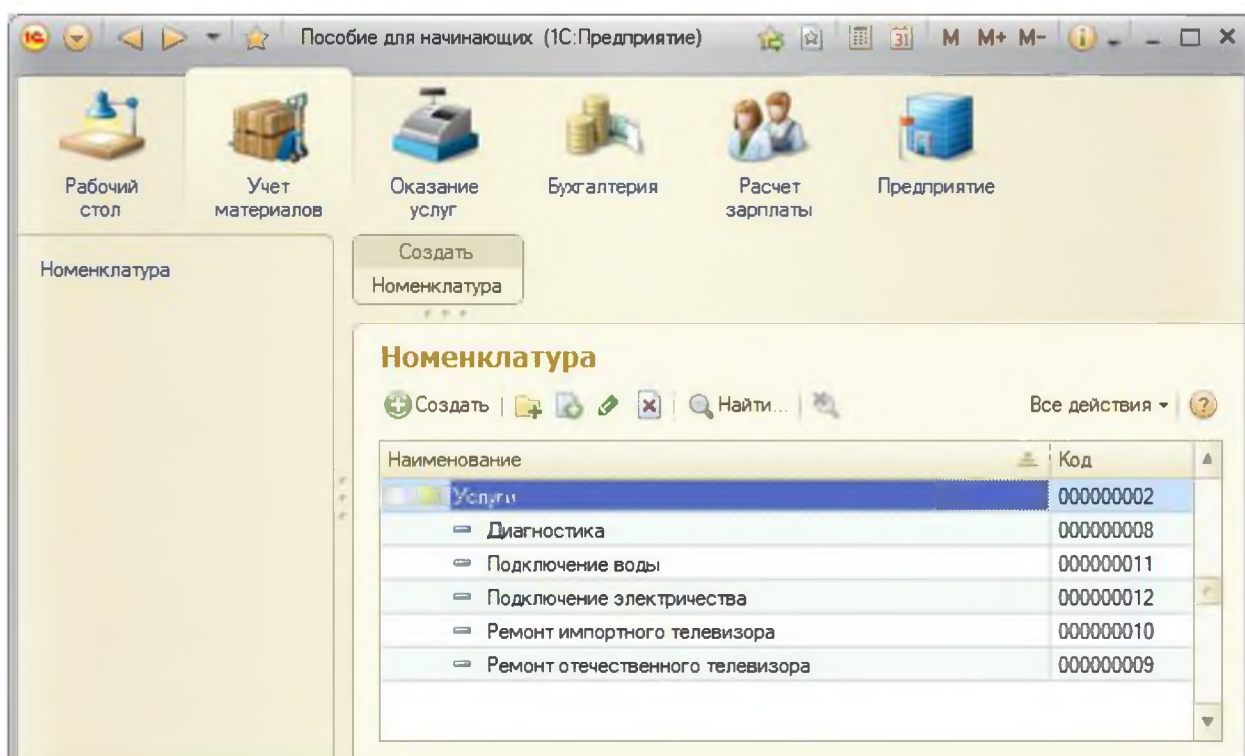 1С Пособие для начинающих (1С:Предприятие) 31 M M+ M-
Рабочий стол
Учет материалов
Оказание услуг
Бухгалтерия
Расчет зарплаты
Предприятие
Номенклатура
Создать
Номенклатура
Номенклатура
Создать Найти... Все действия ?
Наименование Код
Услуги 000000002
Диагностика 000000008
Подключение воды 000000011
Подключение электричества 000000012
Ремонт импортного телевизора 000000010
Ремонт отечественного телевизора 000000009